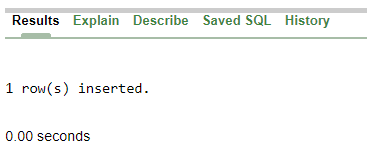 Results Explain Describe Saved SQL History
1 row(s) inserted.
0.00 seconds